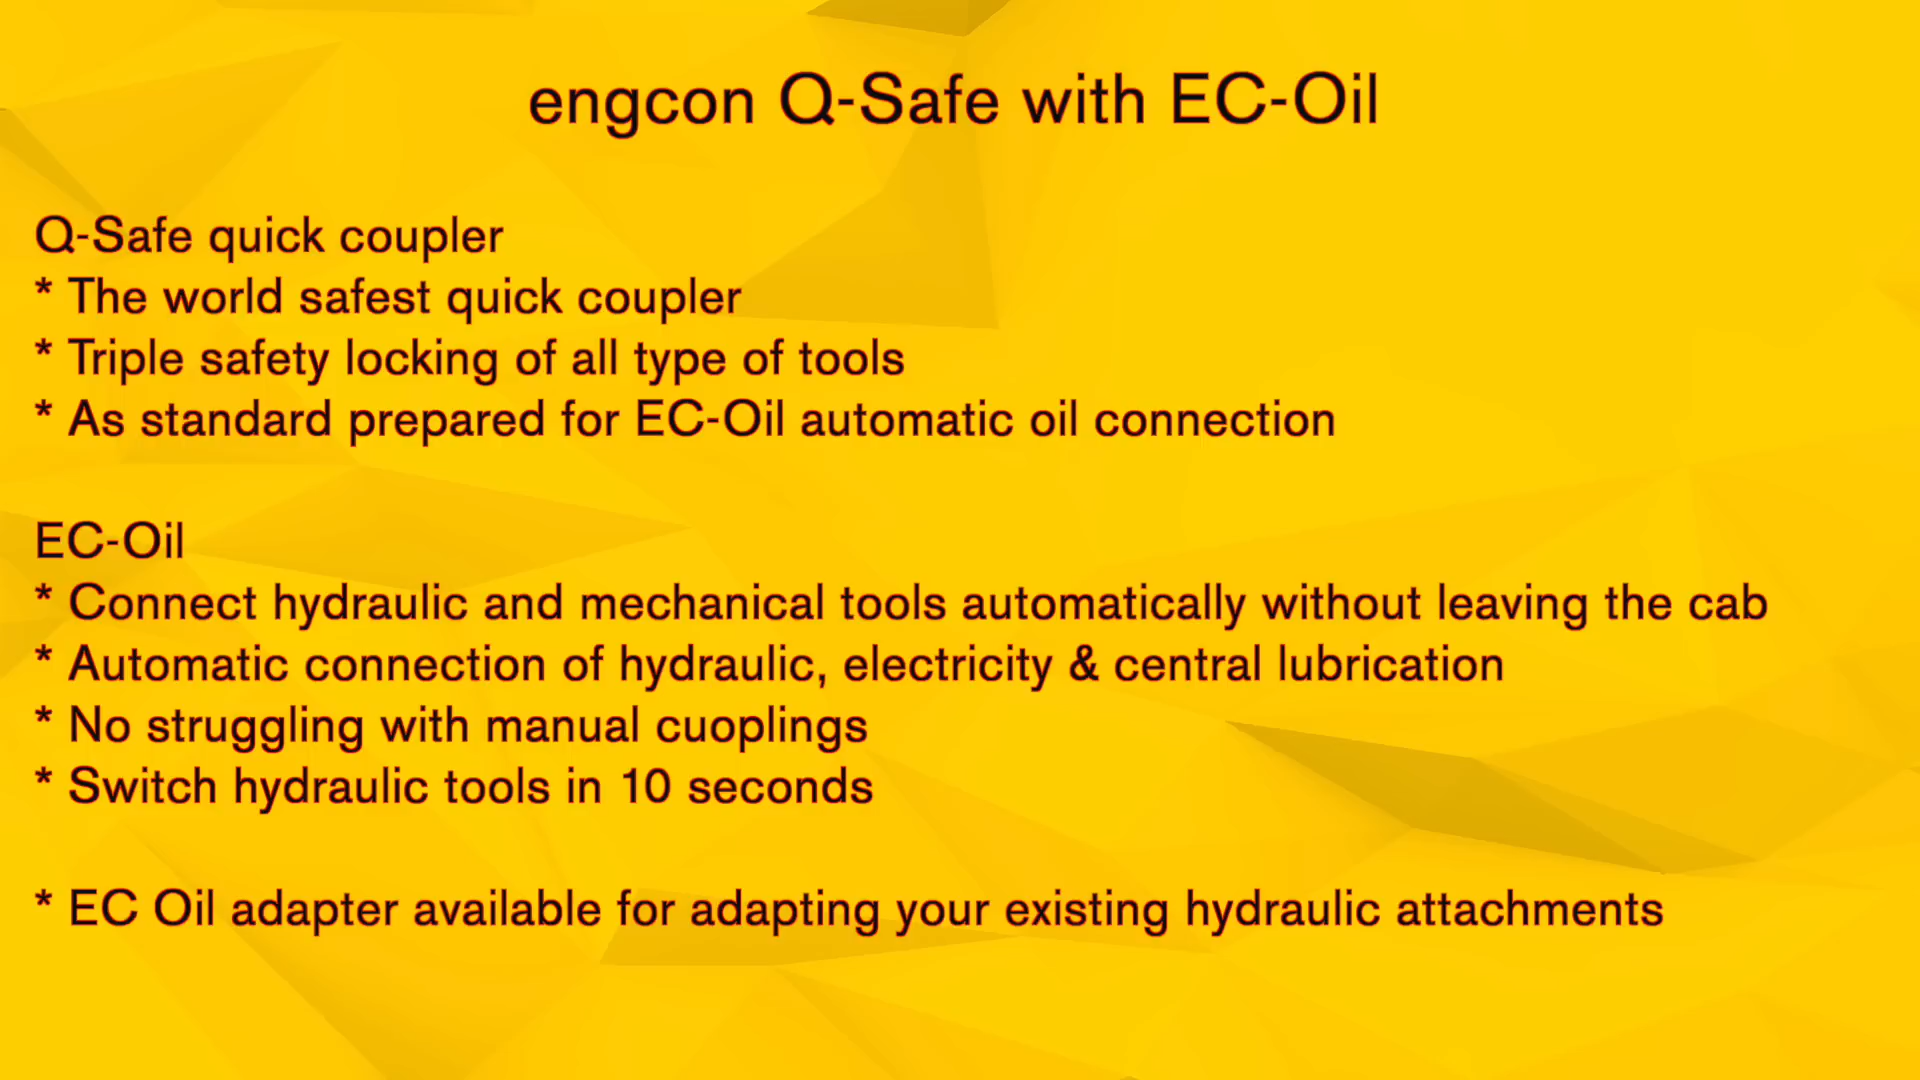 engcon Q-Safe with EC-Oil
Q-Safe quick coupler
* The world safest quick coupler
* Triple safety locking of all type of tools
* As standard prepared for EC-Oil automatic oil connection
EC-Oil
* Connect hydraulic and mechanical tools automatically without leaving the cab
* Automatic connection of hydraulic, electricity & central lubrication
* No struggling with manual cuoplings
* Switch hydraulic tools in 10 seconds
* EC Oil adapter available for adapting your existing hydraulic attachments